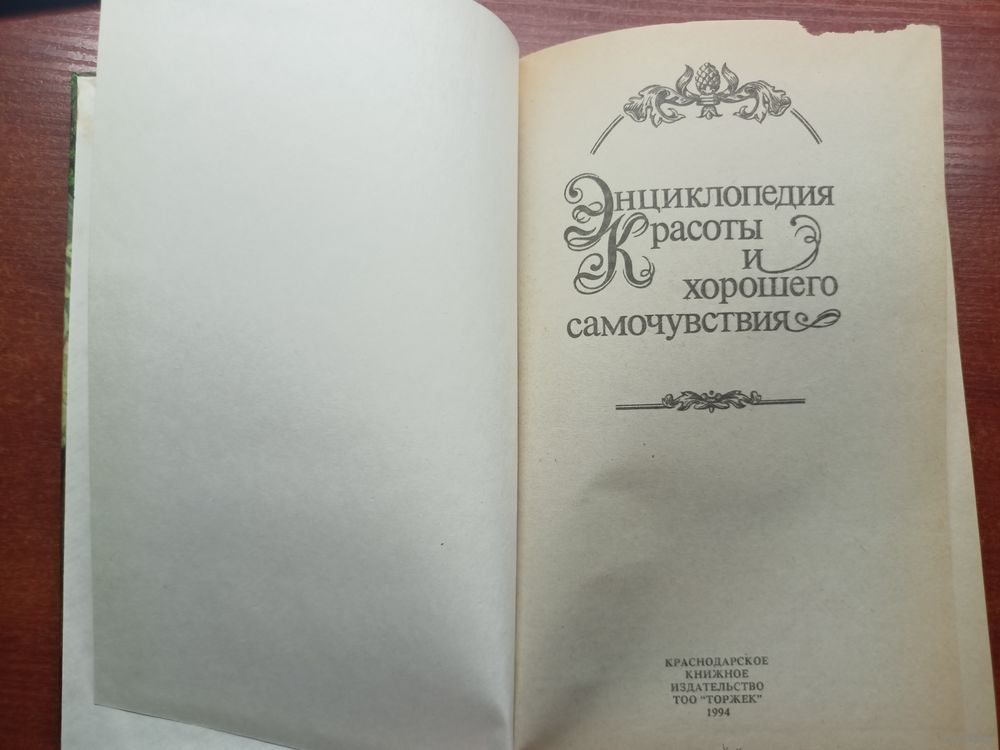 Энциклопедия
Красоты
и
хорошего
самочувствия
КРАСНОДАРСКОЕ
КНИЖНОЕ
ИЗДАТЕЛЬСТВО
ТОО "ТОРЖЕК"
1994